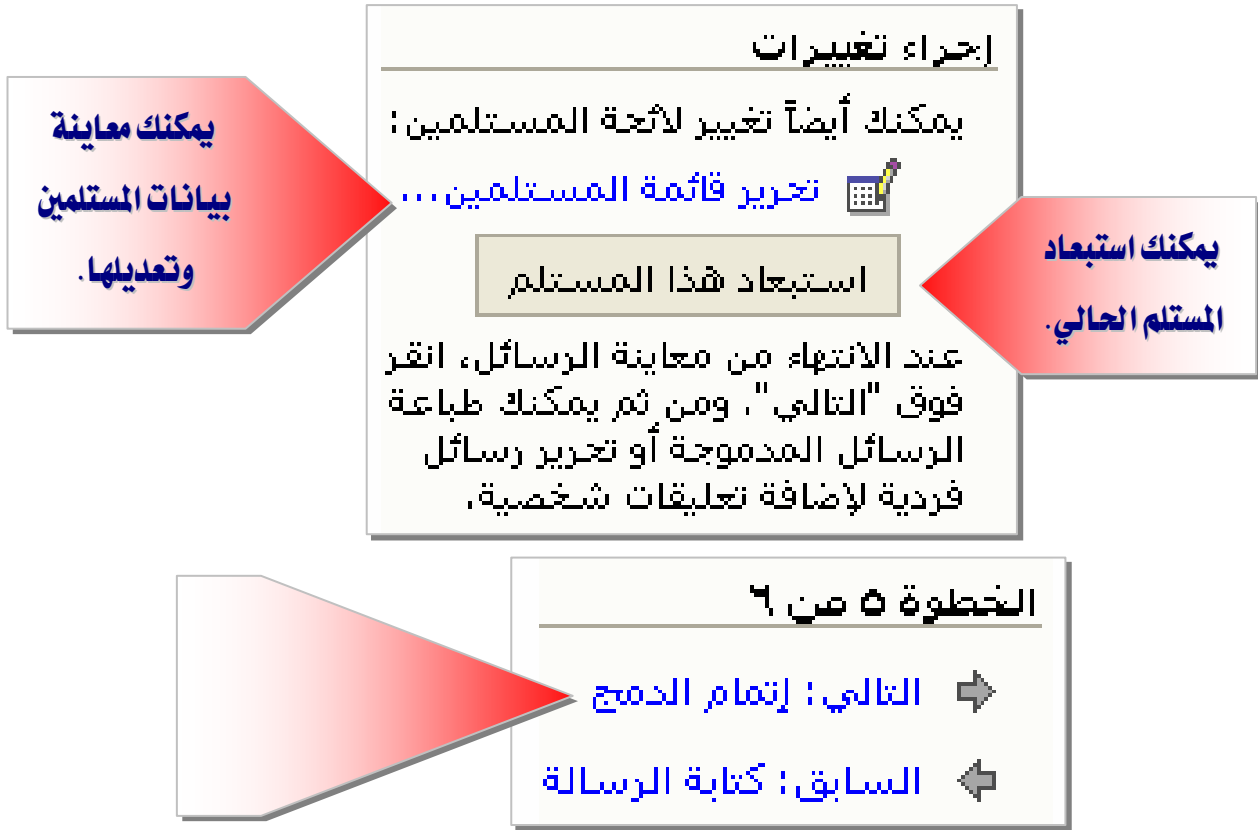 إجراء تغييرات
يمكنك أيضاً تغيير لائحة المستلمين:
تحرير قائمة المستلمين...
استبعاد هذا المستلم
عند الانتهاء من معاينة الرسائل، انقر
فوق "التالي". ومن ثم يمكنك طباعة
الرسائل المدموجة أو تحرير رسائل
فردية لإضافة تعليقات شخصية.
يمكنك استبعاد
المستلم الحالي.
يمكنك معاينة
بيانات المستلمين
وتعديلها.
الخطوة ٥ من ٦
التالي: إتمام الدمج
السابق: كتابة الرسالة